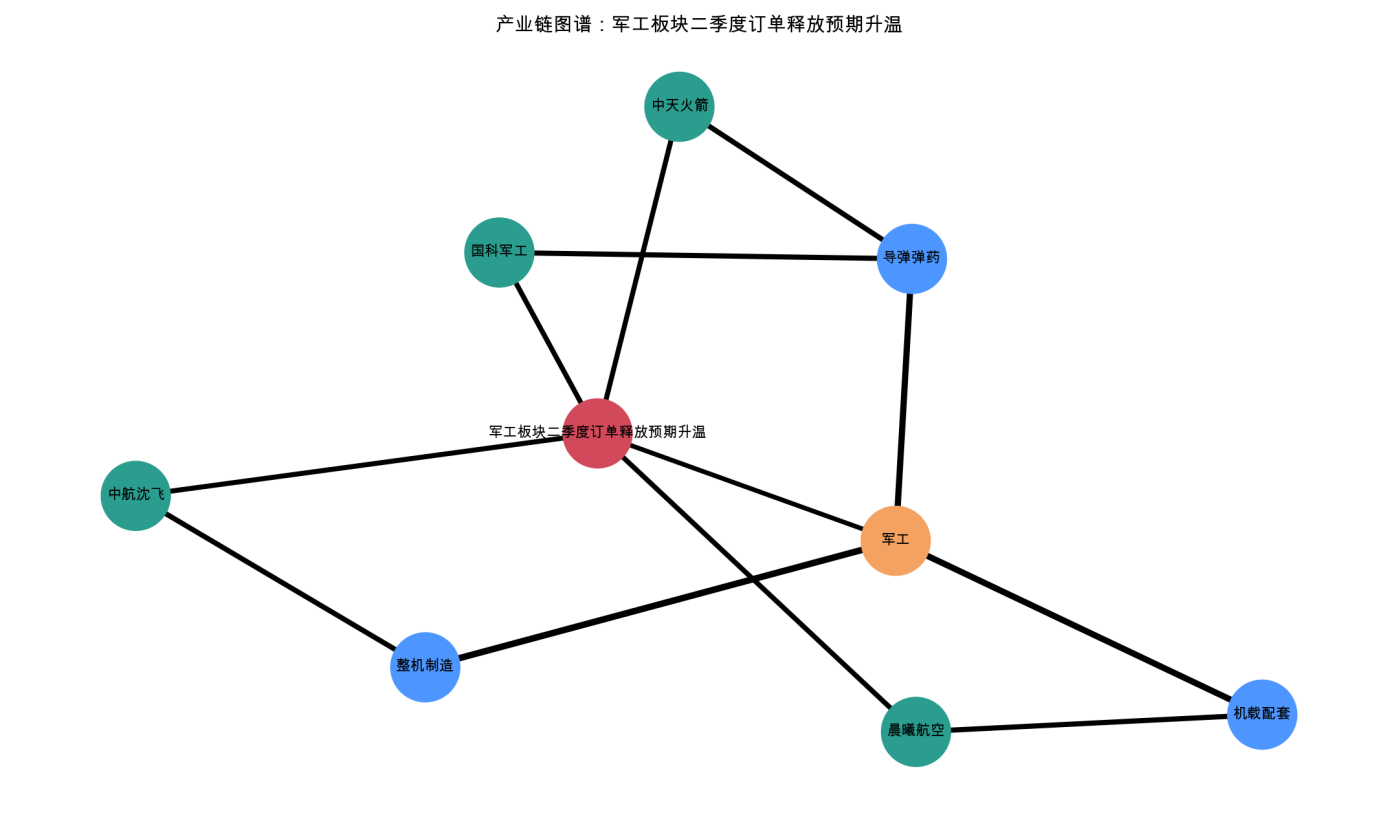 产业链图谱：军工板块二季度订单释放预期升温
中天火箭
国科军工
导弹弹药
军工板块二季度订单释放预期升温
中航沈飞
军工
整机制造
机载配套
晨曦航空